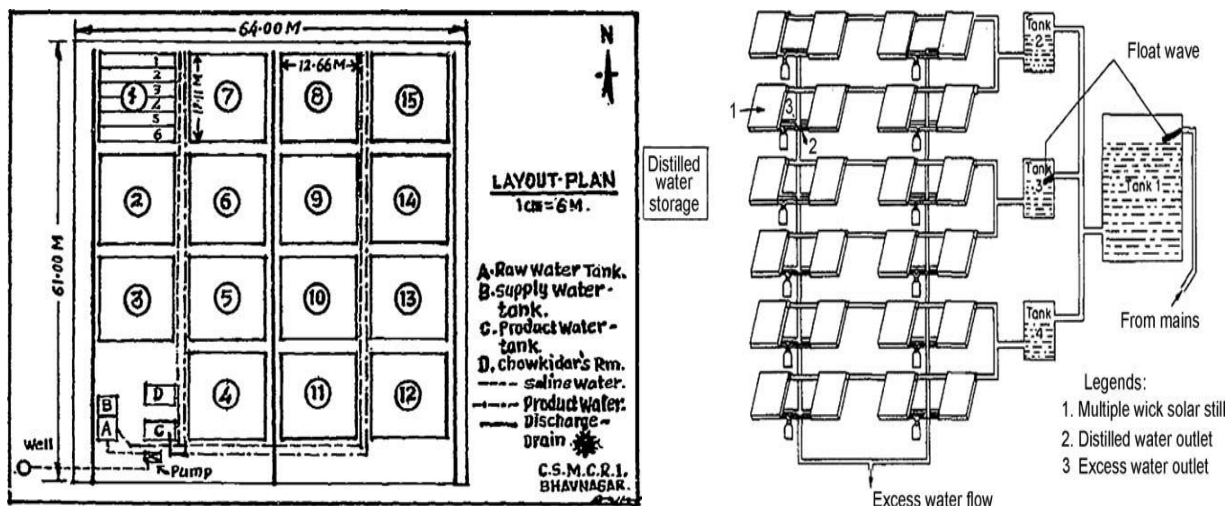 64.00 M
61.00 M
N
12.66 M
1
2
3
4
5
6
1
7
8
15
2
6
9
14
3
5
10
13
4
11
12
D
B
A
C
Well
Pump
LAYOUT-PLAN
1cm=6M.
A. Raw Water Tank.
B. Supply Water-
tank.
C. Product Water-
tank.
D. Chowkidar's Rm.
Saline Water.
Product Water.
Discharge-
Drain
C.S.M.C.R.I.
BHAVNAGAR.
Distilled
water
storage
1
3
2
Tank
2
Tank
3
Tank
4
Tank 1
Float wave
From mains
Excess water flow
Legends:
1. Multiple wick solar still
2. Distilled water outlet
3 Excess water outlet